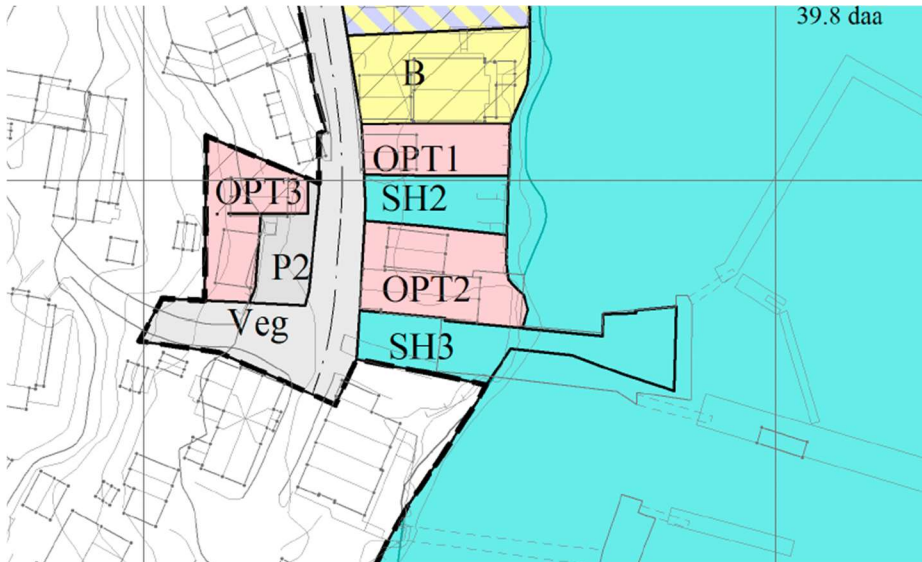 39.8 daa
B
OPT1
OPT3
SH2
P2
OPT2
Veg
SH3